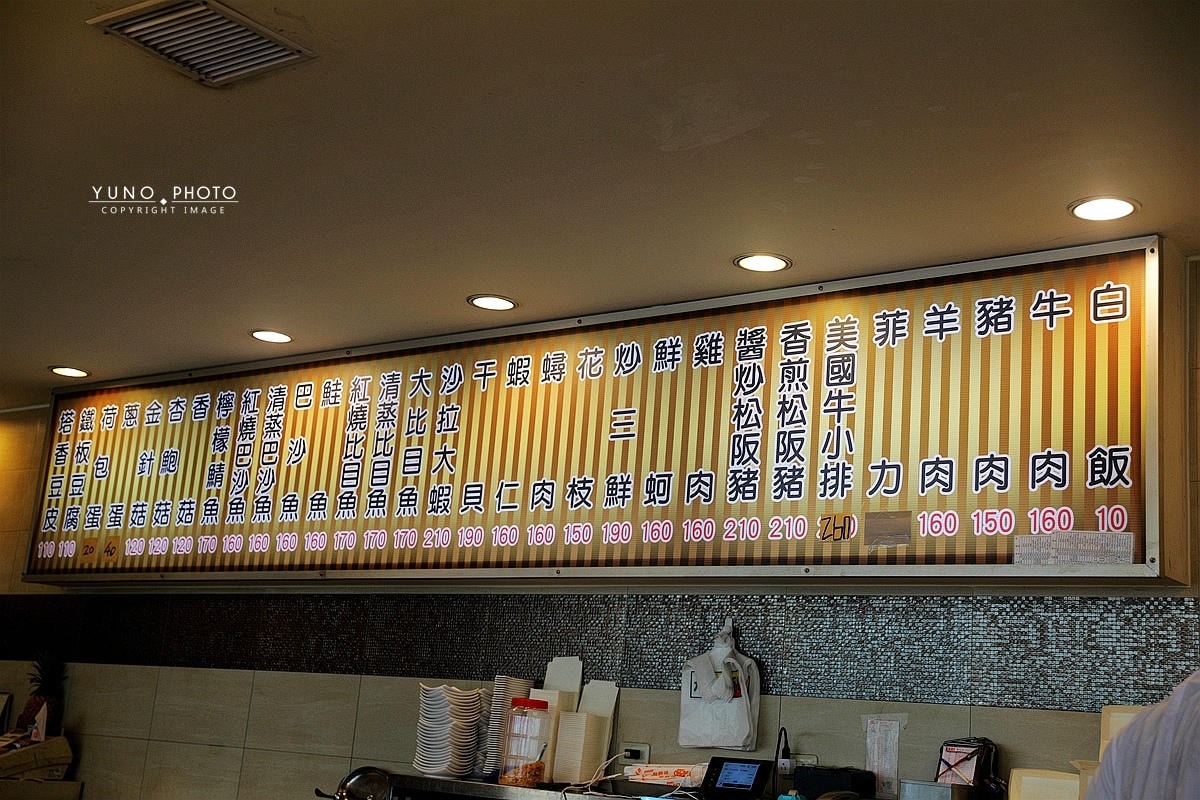 YUNO PHOTO
COPYRIGHT IMAGE
白飯 10
牛肉 160
豬肉 150
羊肉 160
菲力
美國牛小排 260
香煎松阪豬 210
醬炒松阪豬 210
雞肉 160
鮮蚵 160
炒三鮮 190
花枝 150
蟳肉 160
蝦仁 160
干貝 190
沙拉大蝦 210
大比目魚 170
清蒸比目魚 170
紅燒比目魚 170
鮭魚 160
巴沙魚 160
清蒸巴沙魚 160
紅燒巴沙魚 160
檸檬鯖魚 170
香菇 120
杏鮑菇 120
金針菇 120
蔥蛋 40
荷包蛋 20
鐵板豆腐 110
塔香豆皮 110